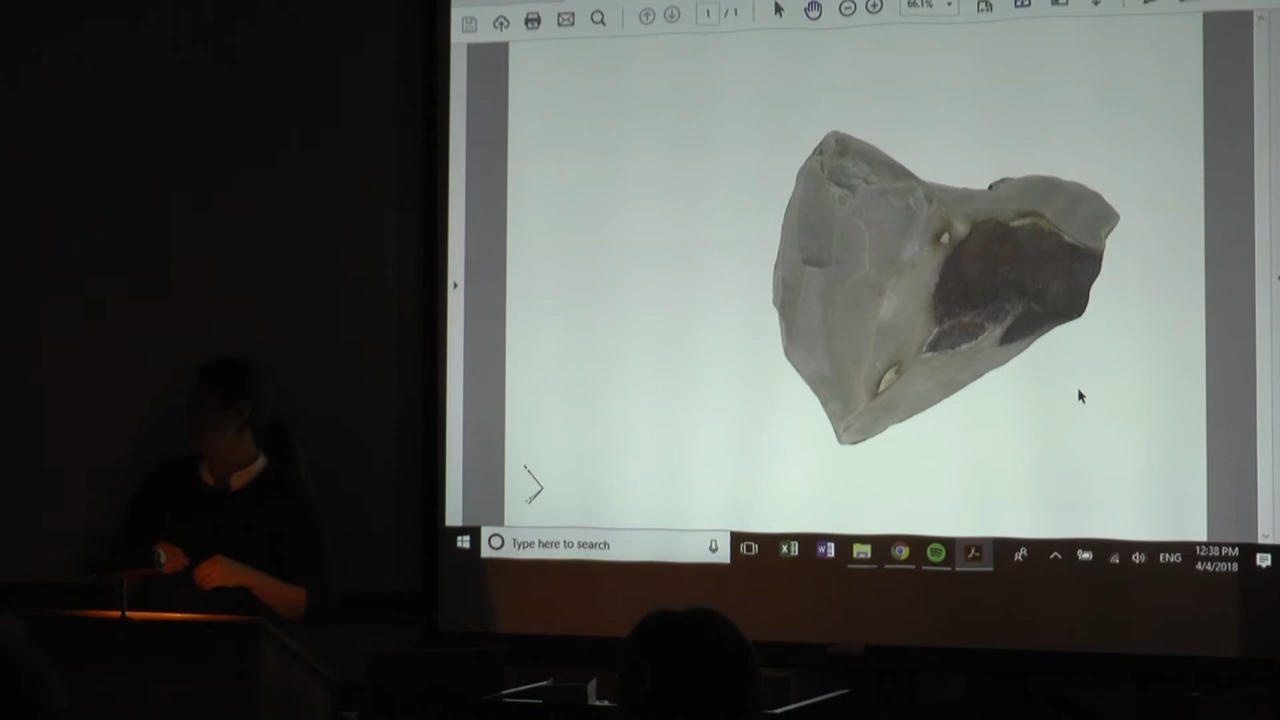 1 / 1
66.1%
Type here to search
ENG
12:38 PM
4/4/2018